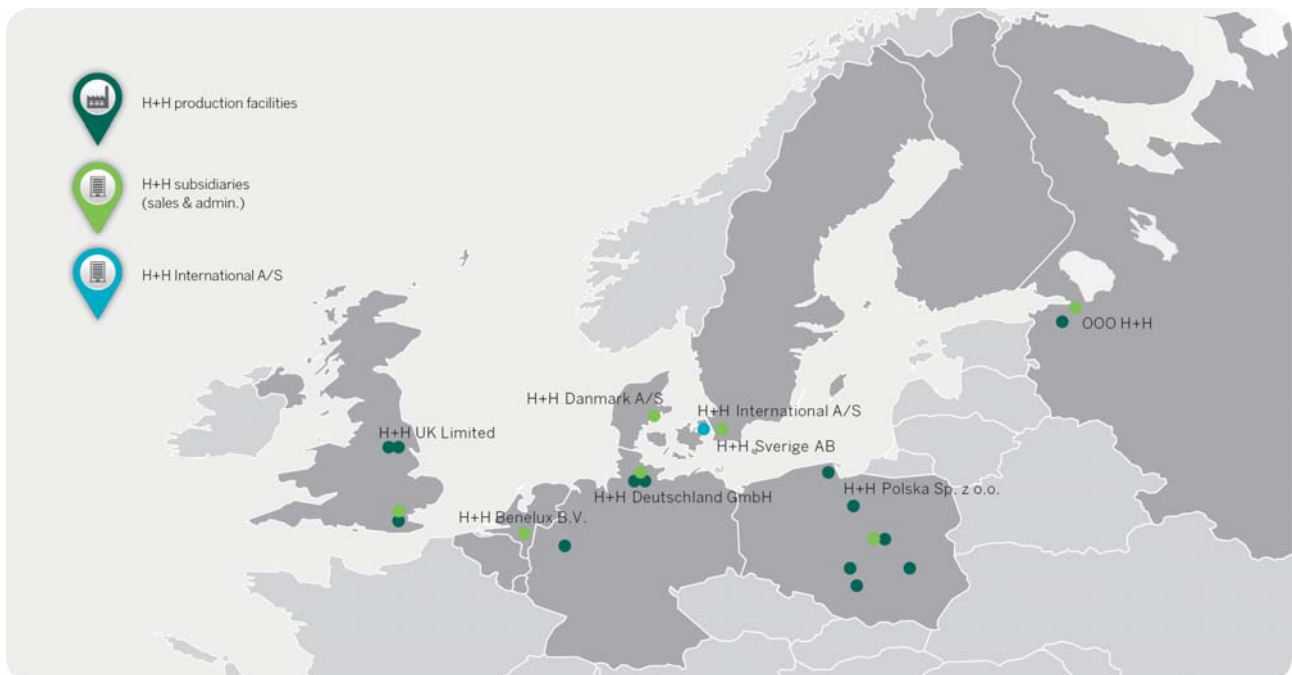 H+H production facilities
H+H subsidiaries
(sales & admin.)
H+H International A/S
OOO H+H
H+H Danmark A/S
H+H International A/S
H+H UK Limited
H+H Sverige AB
H+H Polska Sp. z o.o.
H+H Deutschland GmbH
H+H Benelux B.V.